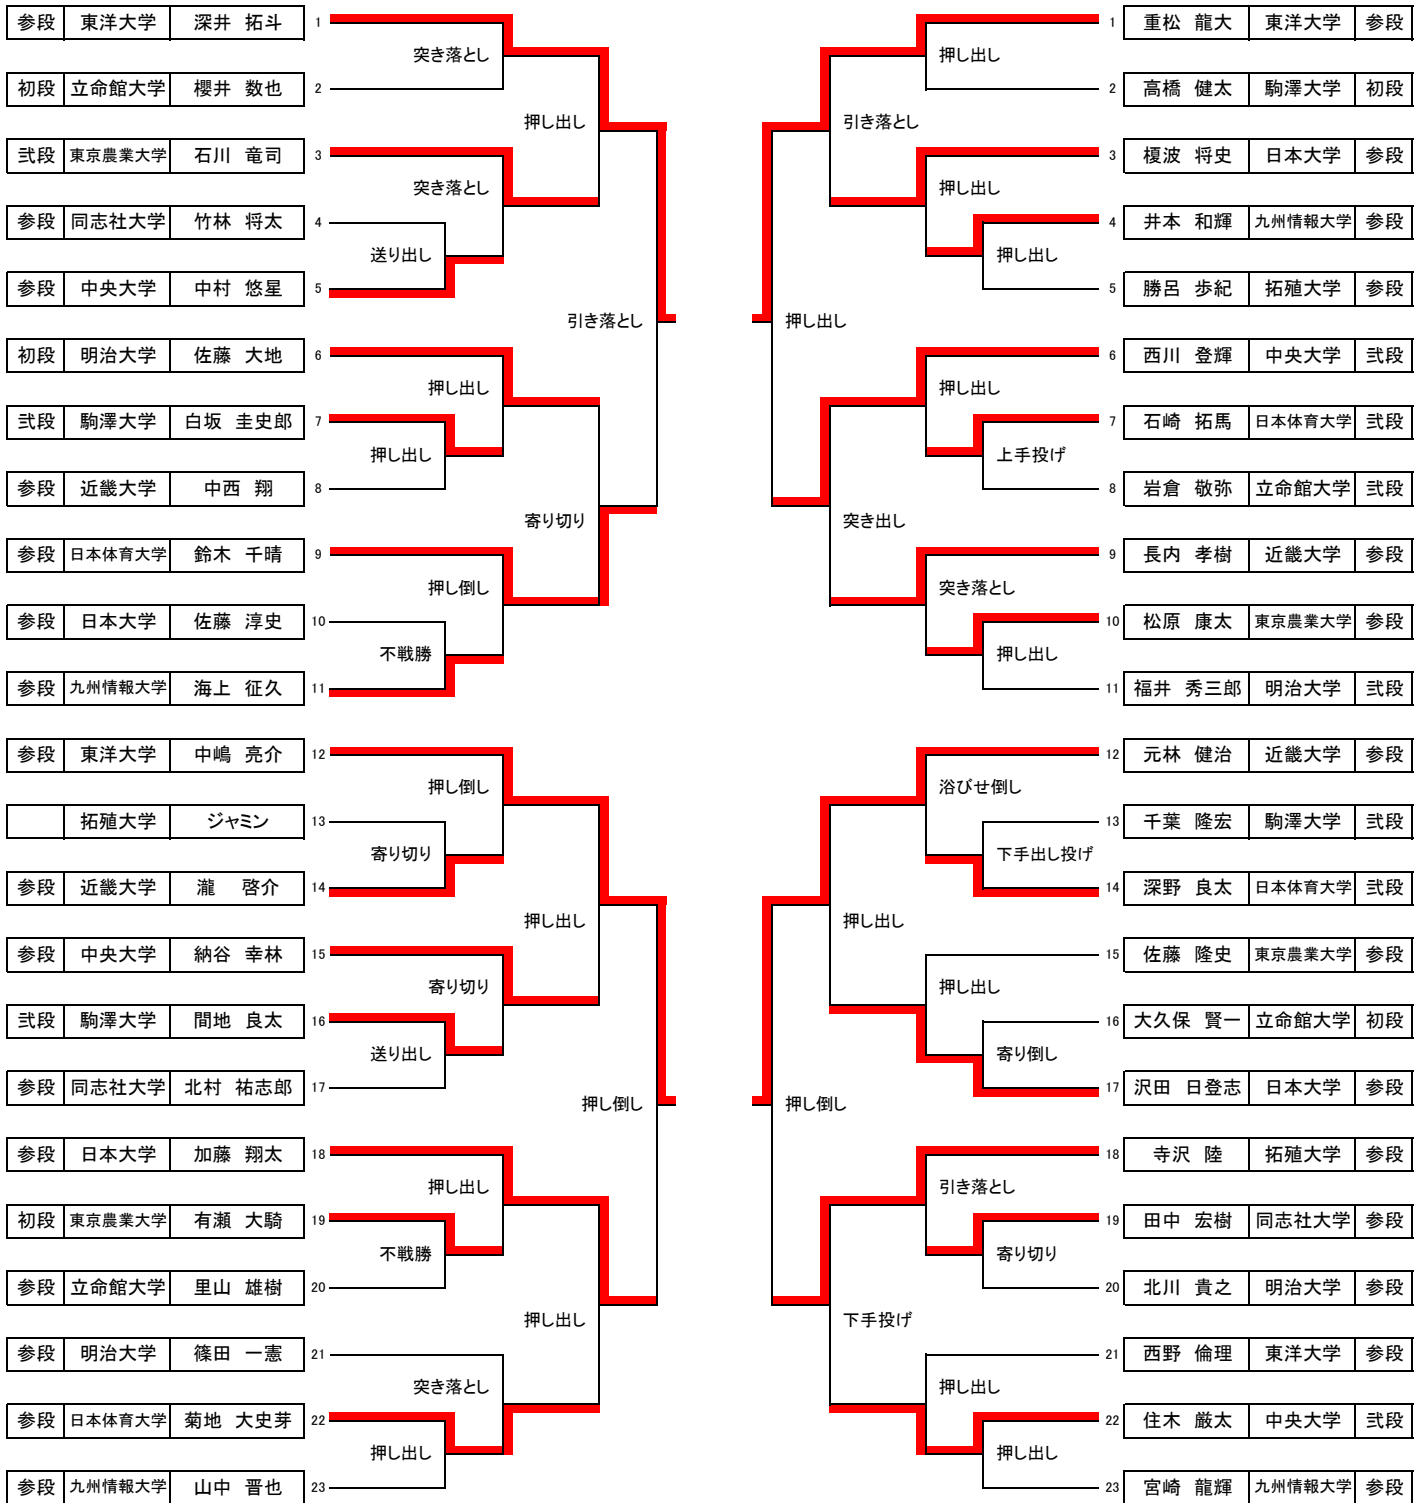 参段 東洋大学 深井 拓斗 1
突き落とし
初段 立命館大学 櫻井 数也 2
押し出し
弐段 東京農業大学 石川 竜司 3
突き落とし
参段 同志社大学 竹林 将太 4
送り出し
参段 中央大学 中村 悠星 5
引き落とし
初段 明治大学 佐藤 大地 6
押し出し
弐段 駒澤大学 白坂 圭史郎 7
押し出し
参段 近畿大学 中西 翔 8
寄り切り
参段 日本体育大学 鈴木 千晴 9
押し倒し
参段 日本大学 佐藤 淳史 10
不戦勝
参段 九州情報大学 海上 征久 11
参段 東洋大学 中嶋 亮介 12
押し倒し
拓殖大学 ジャミン 13
寄り切り
参段 近畿大学 瀧 啓介 14
押し出し
参段 中央大学 納谷 幸林 15
寄り切り
弐段 駒澤大学 間地 良太 16
送り出し
参段 同志社大学 北村 祐志郎 17
押し倒し
参段 日本大学 加藤 翔太 18
押し出し
初段 東京農業大学 有瀬 大騎 19
不戦勝
参段 立命館大学 里山 雄樹 20
押し出し
参段 明治大学 篠田 一憲 21
突き落とし
参段 日本体育大学 菊地 大史芽 22
押し出し
参段 九州情報大学 山中 晋也 23
1 重松 龍大 東洋大学 参段
押し出し
2 高橋 健太 駒澤大学 初段
引き落とし
3 榎波 将史 日本大学 参段
押し出し
4 井本 和輝 九州情報大学 参段
押し出し
5 勝呂 歩紀 拓殖大学 参段
押し出し
6 西川 登輝 中央大学 弐段
押し出し
7 石崎 拓馬 日本体育大学 弐段
上手投げ
8 岩倉 敬弥 立命館大学 弐段
突き出し
9 長内 孝樹 近畿大学 参段
突き落とし
10 松原 康太 東京農業大学 参段
押し出し
11 福井 秀三郎 明治大学 弐段
12 元林 健治 近畿大学 参段
浴びせ倒し
13 千葉 隆宏 駒澤大学 弐段
下手出し投げ
14 深野 良太 日本体育大学 弐段
押し出し
15 佐藤 隆史 東京農業大学 参段
押し出し
16 大久保 賢一 立命館大学 初段
寄り倒し
17 沢田 日登志 日本大学 参段
押し倒し
18 寺沢 陸 拓殖大学 参段
引き落とし
19 田中 宏樹 同志社大学 参段
寄り切り
20 北川 貴之 明治大学 参段
下手投げ
21 西野 倫理 東洋大学 参段
押し出し
22 住木 厳太 中央大学 弐段
押し出し
23 宮崎 龍輝 九州情報大学 参段